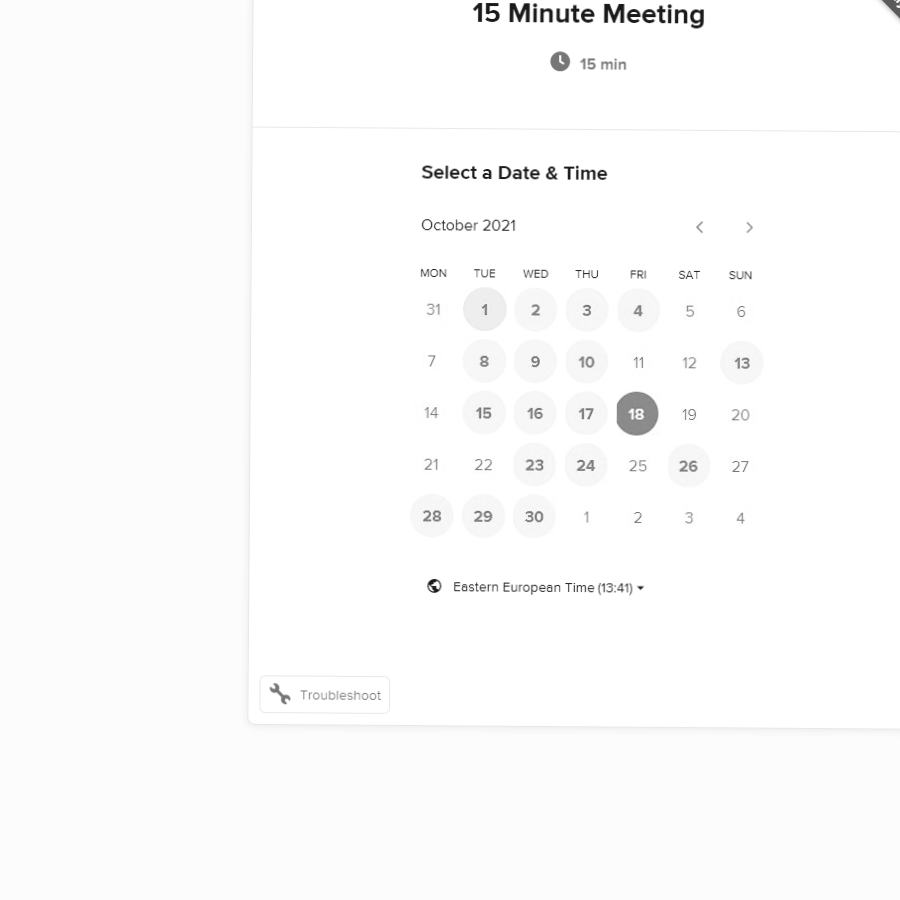 15 Minute Meeting
15 min
Select a Date & Time
October 2021
MON TUE WED THU FRI SAT SUN
31 1 2 3 4 5 6
7 8 9 10 11 12 13
14 15 16 17 18 19 20
21 22 23 24 25 26 27
28 29 30 1 2 3 4
Eastern European Time (13:41)
Troubleshoot